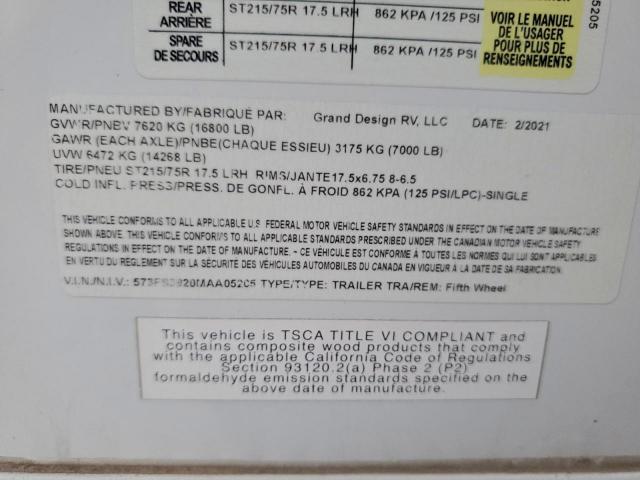 REAR
ARRIÈRE
ST215/75R 17.5 LRH
862 KPA /125 PSI
SPARE
DE SECOURS
ST215/75R 17.5 LRH
862 KPA /125 PSI
VOIR LE MANUEL
DE L'USAGER
POUR PLUS DE
RENSEIGNEMENTS
5205
MANUFACTURED BY/FABRIQUÉ PAR: Grand Design RV, LLC DATE: 2/2021
GVWR/PNBV 7620 KG (16800 LB)
GAWR (EACH AXLE)/PNBE(CHAQUE ESSIEU) 3175 KG (7000 LB)
UVW 6472 KG (14268 LB)
TIRE/PNEU ST215/75R 17.5 LRH RIMS/JANTE17.5x6.75 8-6.5
COLD INFL. PRESS/PRESS. DE GONFL. À FROID 862 KPA (125 PSI/LPC)-SINGLE
THIS VEHICLE CONFORMS TO ALL APPLICABLE U.S FEDERAL MOTOR VEHICLE SAFETY STANDARDS IN EFFECT ON THE DATE OF MANUFACTURE
SHOWN ABOVE. THIS VEHICLE CONFORMS TO ALL APPLICABLE STANDARDS PRESCRIBED UNDER THE CANADIAN MOTOR VEHICLE SAFETY
REGULATIONS IN EFFECT ON THE DATE OF MANUFACTURE. - CE VÉHICULE EST CONFORME À TOUTES LES NORMES QUI LUI SONT APPLICABLES
EN VERTU DU RÈGLEMENT SUR LA SÉCURITÉ DES VÉHICULES AUTOMOBILES DU CANADA EN VIGUEUR À LA DATE DE SA FABRICATION
V.I.N./N.I.V.: TYPE/TYPE: TRAILER TRA/REM: Fifth Wheel
This vehicle is TSCA TITLE VI COMPLIANT and
contains composite wood products that comply
with the applicable California Code of Regulations
Section 93120.2(a) Phase 2 (P2)
formaldehyde emission standards specified on the
above date of manufacture.